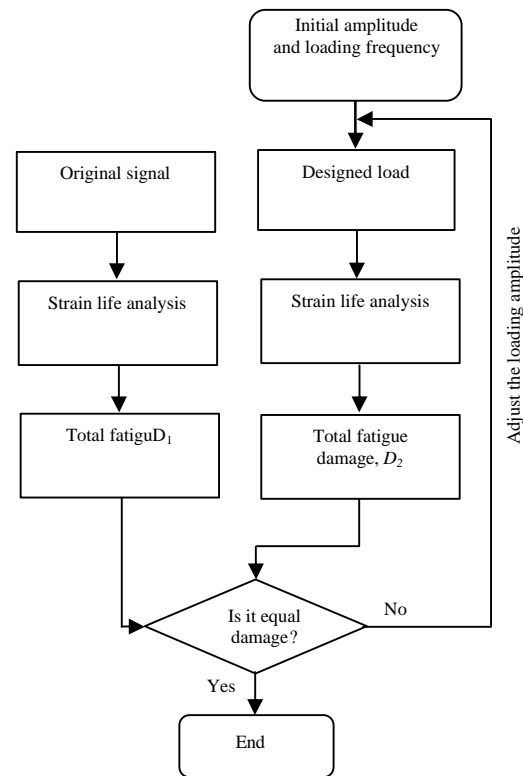 Initial amplitude
and loading frequency
Original signal
Designed load
Strain life analysis
Strain life analysis
Total fatiguD₁
Total fatigue
damage, D₂
Adjust the loading amplitude
Is it equal
damage?
No
Yes
End